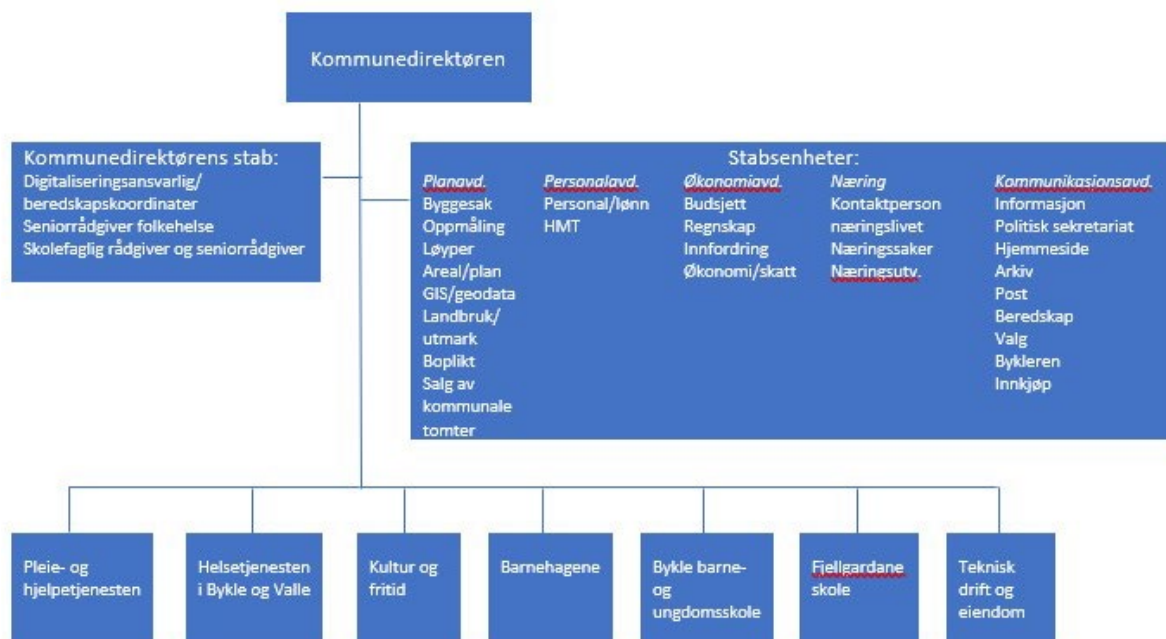 Kommunedirektøren
Kommunedirektørens stab:
Digitaliseringsansvarlig/
beredskapskoordinater
Seniorrådgiver folkehelse
Skolefaglig rådgiver og seniorrådgiver
Stabsenheter:
Planavd.
Byggesak
Oppmåling
Løyper
Areal/plan
GIS/geodata
Landbruk/
utmark
Boplikt
Salg av
kommunale
tomter
Personalavd.
Personal/lønn
HMT
Økonomiavd.
Budsjett
Regnskap
Innfordring
Økonomi/skatt
Næring
Kontaktperson
næringslivet
Næringssaker
Næringsutv.
Kommunikasjonsavd.
Informasjon
Politisk sekretariat
Hjemmeside
Arkiv
Post
Beredskap
Valg
Bykleren
Innkjøp
Pleie- og
hjelpetjenesten
Helsetjenesten
i Bykle og Valle
Kultur og
fritid
Barnehagene
Bykle barne-
og
ungdomsskole
Fjellgardane
skole
Teknisk
drift og
eiendom